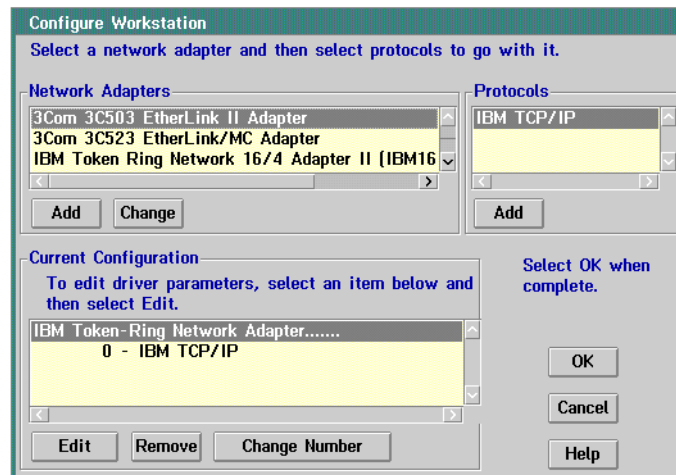 Configure Workstation
Select a network adapter and then select protocols to go with it.
Network Adapters
3Com 3C503 EtherLink II Adapter
3Com 3C523 EtherLink/MC Adapter
IBM Token Ring Network 16/4 Adapter II (IBM16
Add
Change
Protocols
IBM TCP/IP
Add
Current Configuration
To edit driver parameters, select an item below and
then select Edit.
IBM Token-Ring Network Adapter.......
0 - IBM TCP/IP
Edit
Remove
Change Number
Select OK when
complete.
OK
Cancel
Help